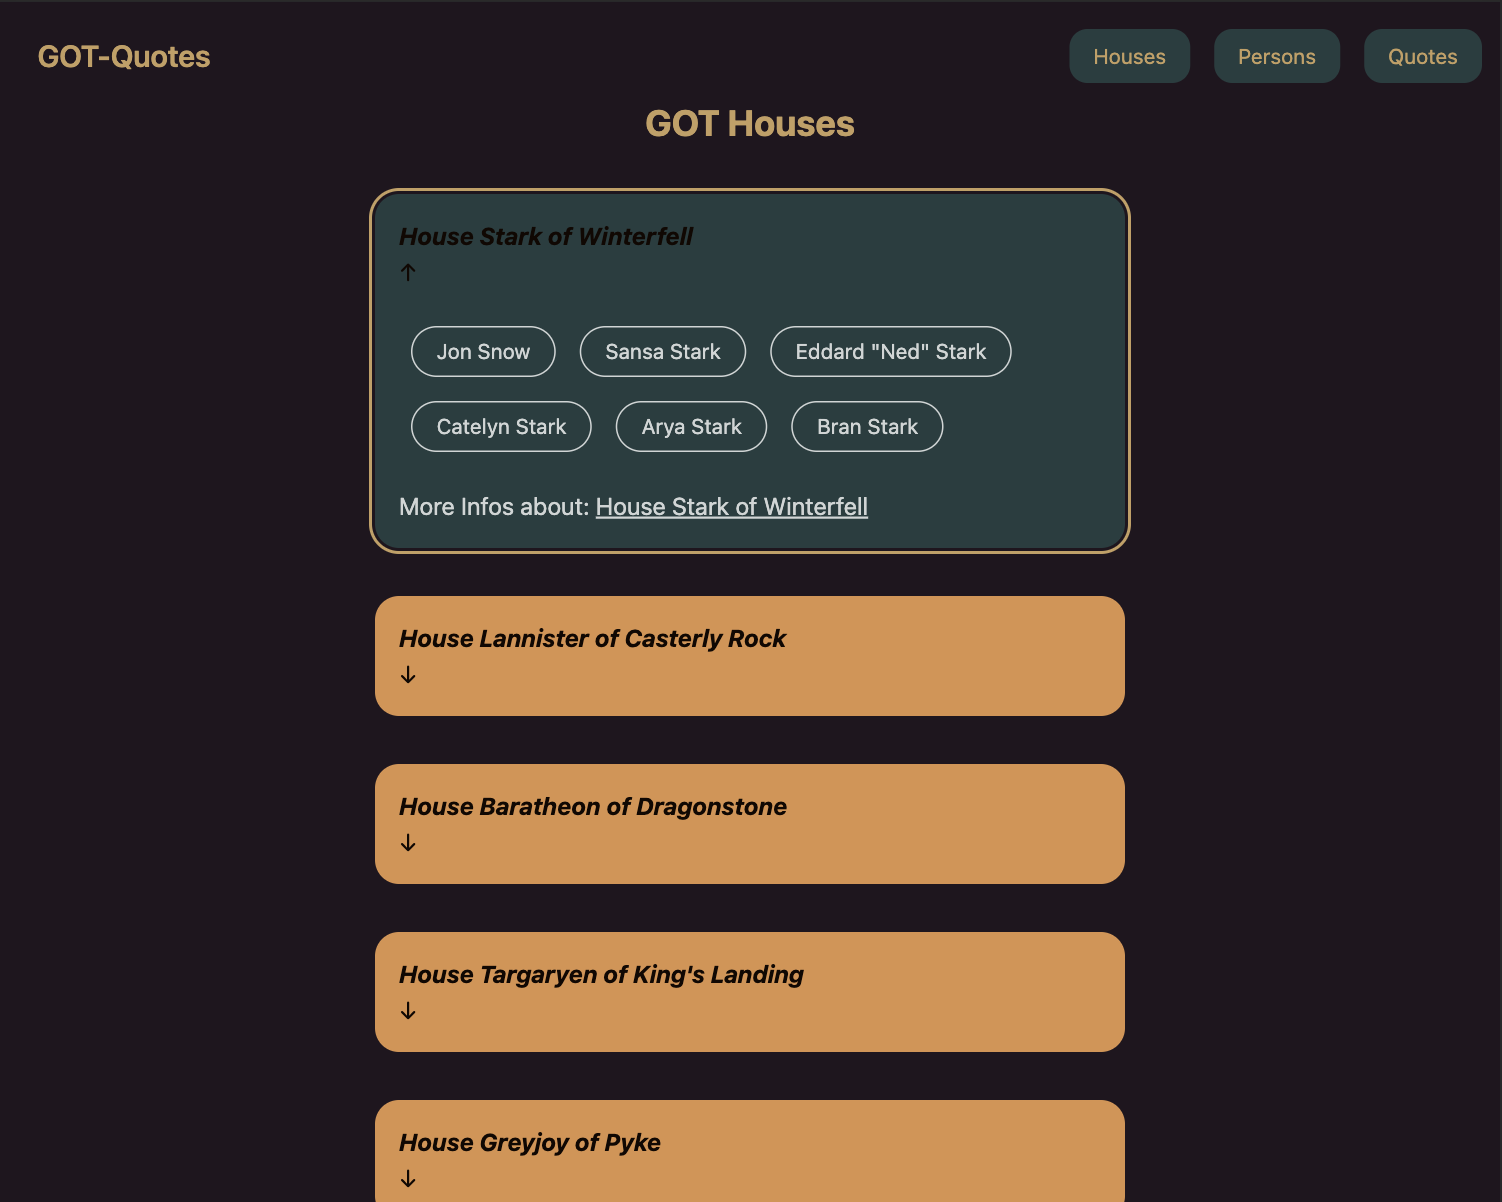 GOT-Quotes Houses Persons Quotes
GOT Houses
House Stark of Winterfell
↑
Jon Snow Sansa Stark Eddard "Ned" Stark
Catelyn Stark Arya Stark Bran Stark
More Infos about: House Stark of Winterfell
House Lannister of Casterly Rock
↓
House Baratheon of Dragonstone
↓
House Targaryen of King's Landing
↓
House Greyjoy of Pyke
↓